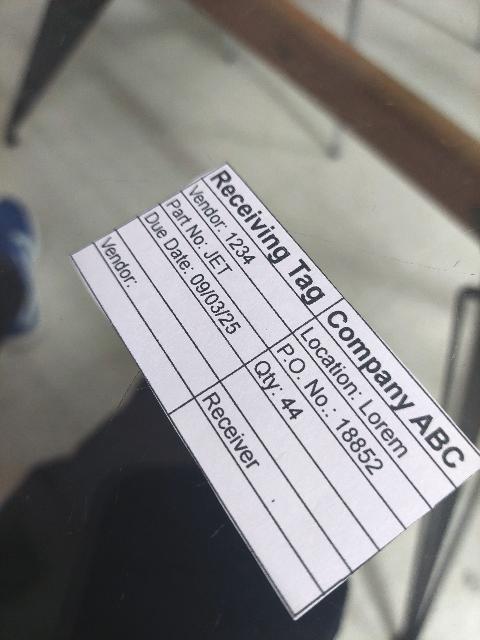 Receiving Tag Company ABC
Vendor: 1234 Location: Lorem
Part No: JET P.O. No.: 18852
Due Date: 09/03/25 Qty: 44
Vendor: Receiver